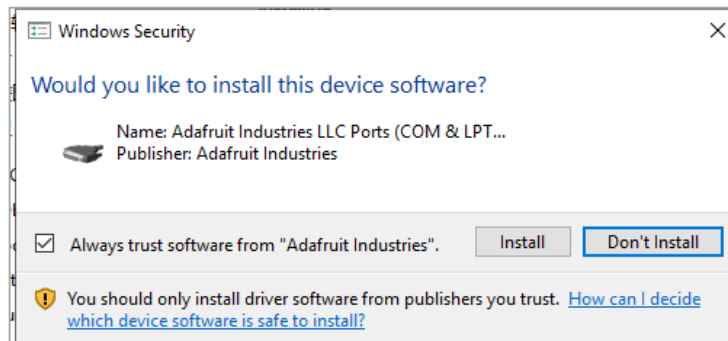 Windows Security
Would you like to install this device software?
Name: Adafruit Industries LLC Ports (COM & LPT...
Publisher: Adafruit Industries
Always trust software from "Adafruit Industries".
Install
Don't Install
You should only install driver software from publishers you trust. How can I decide
which device software is safe to install?